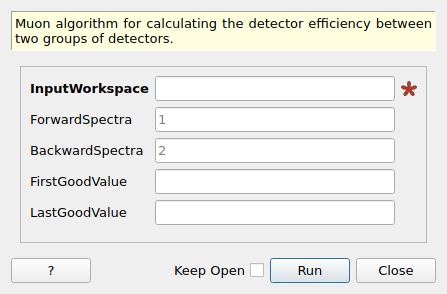 Muon algorithm for calculating the detector efficiency between
two groups of detectors.
InputWorkspace *
ForwardSpectra 1
BackwardSpectra 2
FirstGoodValue
LastGoodValue
? Keep Open Run Close